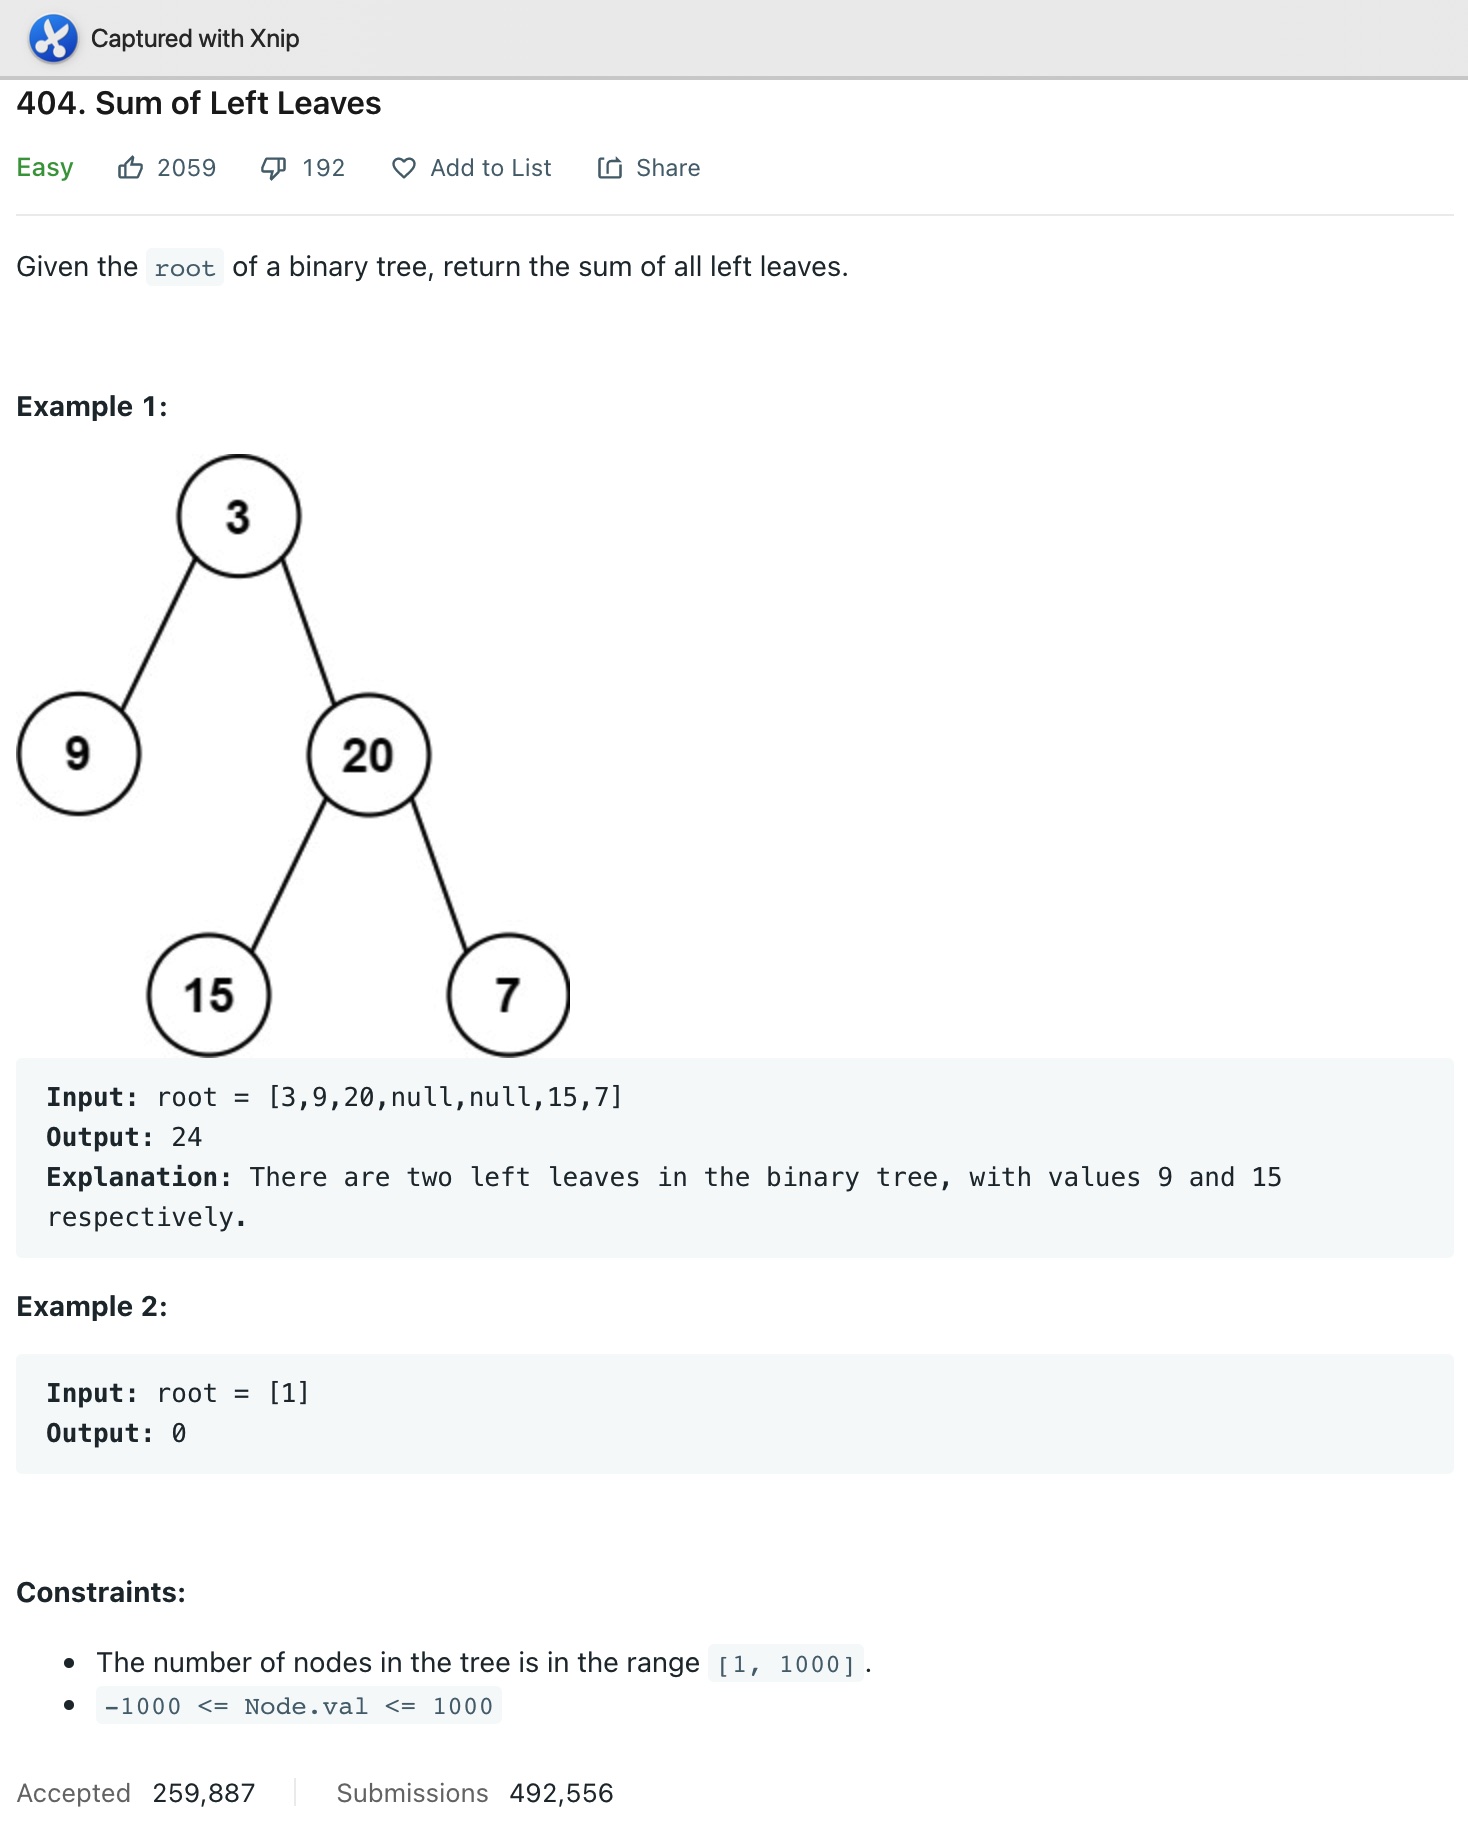 Captured with Xnip
404. Sum of Left Leaves
Easy 2059 192 Add to List Share
Given the root of a binary tree, return the sum of all left leaves.
Example 1:
3
9 20
15 7
Input: root = [3,9,20,null,null,15,7]
Output: 24
Explanation: There are two left leaves in the binary tree, with values 9 and 15
respectively.
Example 2:
Input: root = [1]
Output: 0
Constraints:
• The number of nodes in the tree is in the range [1, 1000].
• -1000 <= Node.val <= 1000
Accepted 259,887 Submissions 492,556